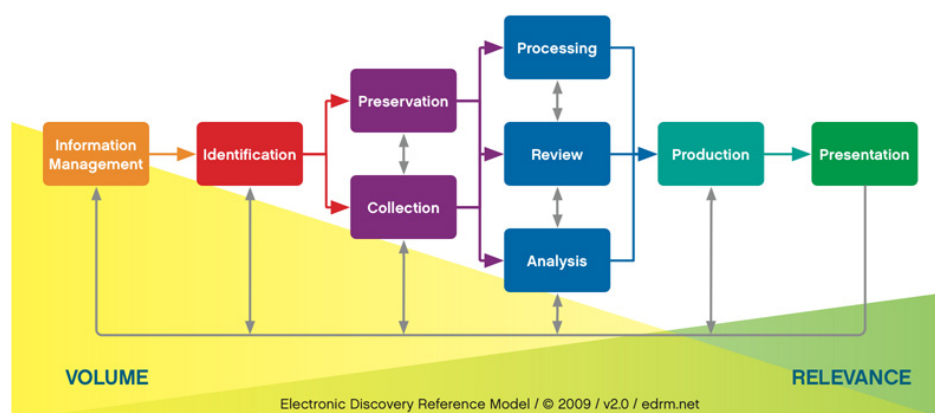 Processing
Preservation
Information
Management
Identification
Review
Production
Presentation
Collection
Analysis
VOLUME
RELEVANCE
Electronic Discovery Reference Model / © 2009 / v2.0 / edrm.net